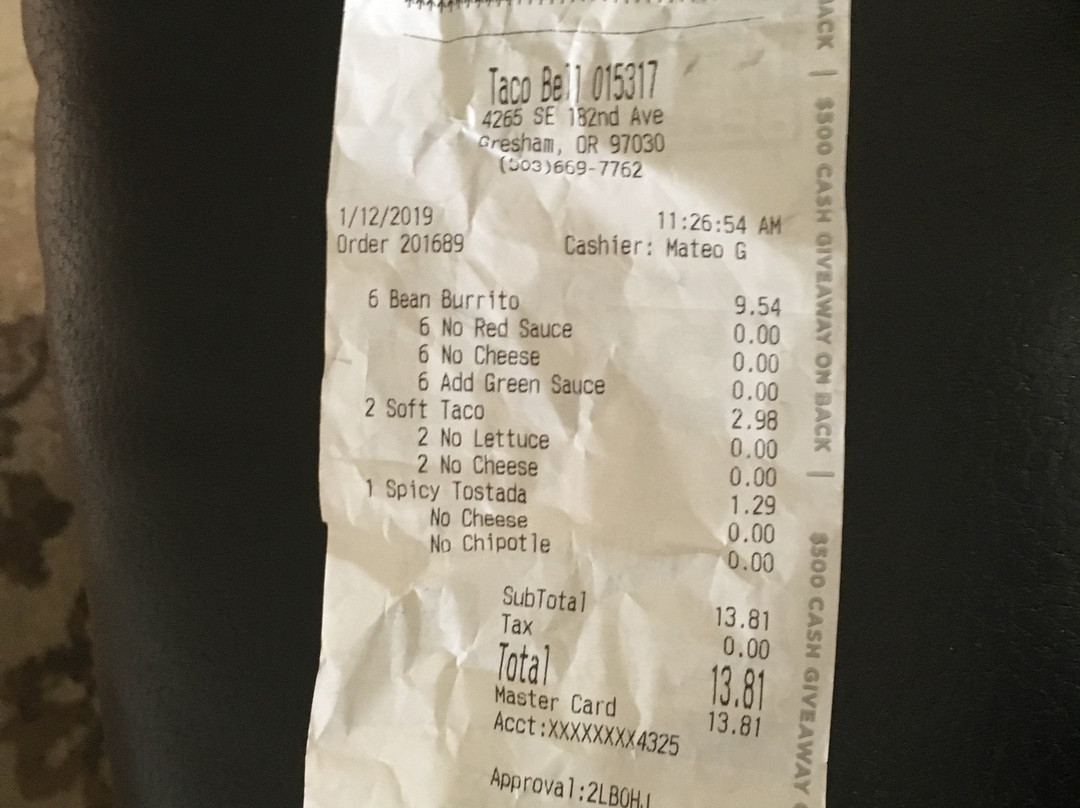 Taco Bell 015317
4265 SE 182nd Ave
Gresham, OR 97030
(503)669-7762
1/12/2019 11:26:54 AM
Order 201689 Cashier: Mateo G
6 Bean Burrito 9.54
6 No Red Sauce 0.00
6 No Cheese 0.00
6 Add Green Sauce 0.00
2 Soft Taco 2.98
2 No Lettuce 0.00
2 No Cheese 0.00
1 Spicy Tostada 1.29
No Cheese 0.00
No Chipotle 0.00
SubTotal 13.81
Tax 0.00
Total 13.81
Master Card 13.81
Acct:XXXXXXXX4325
Approval:
BACK | $500 CASH GIVEAWAY ON BACK | $500 CASH GIVEAWAY